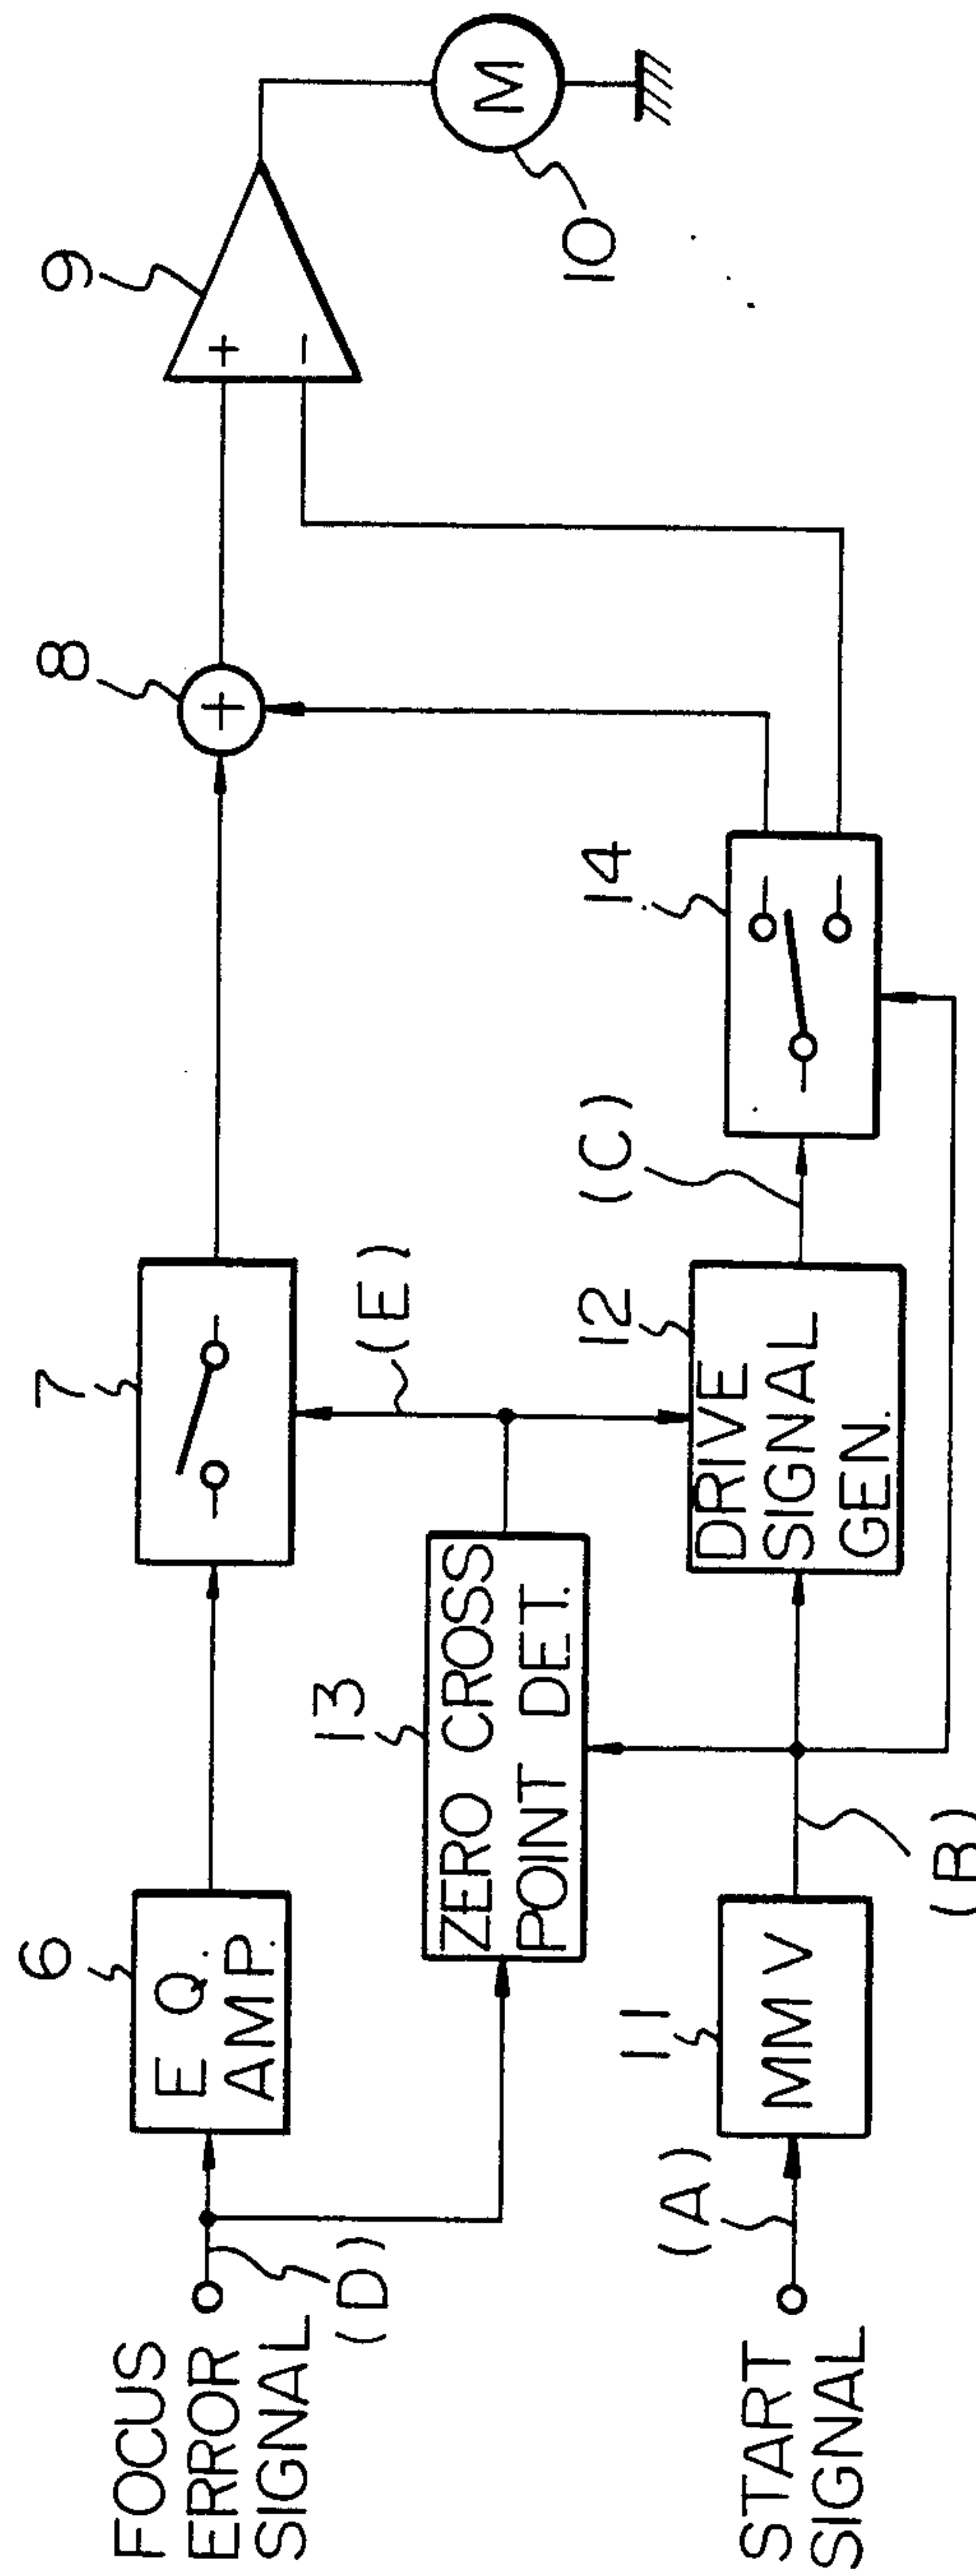 FOCUS
ERROR
SIGNAL
(D)
6
E Q.
AMP.
7
8
+
9
+
−
M
10
13
ZERO CROSS
POINT DET.
(E)
START
SIGNAL
(A)
11
MMV
(B)
12
DRIVE
SIGNAL
GEN.
(C)
14